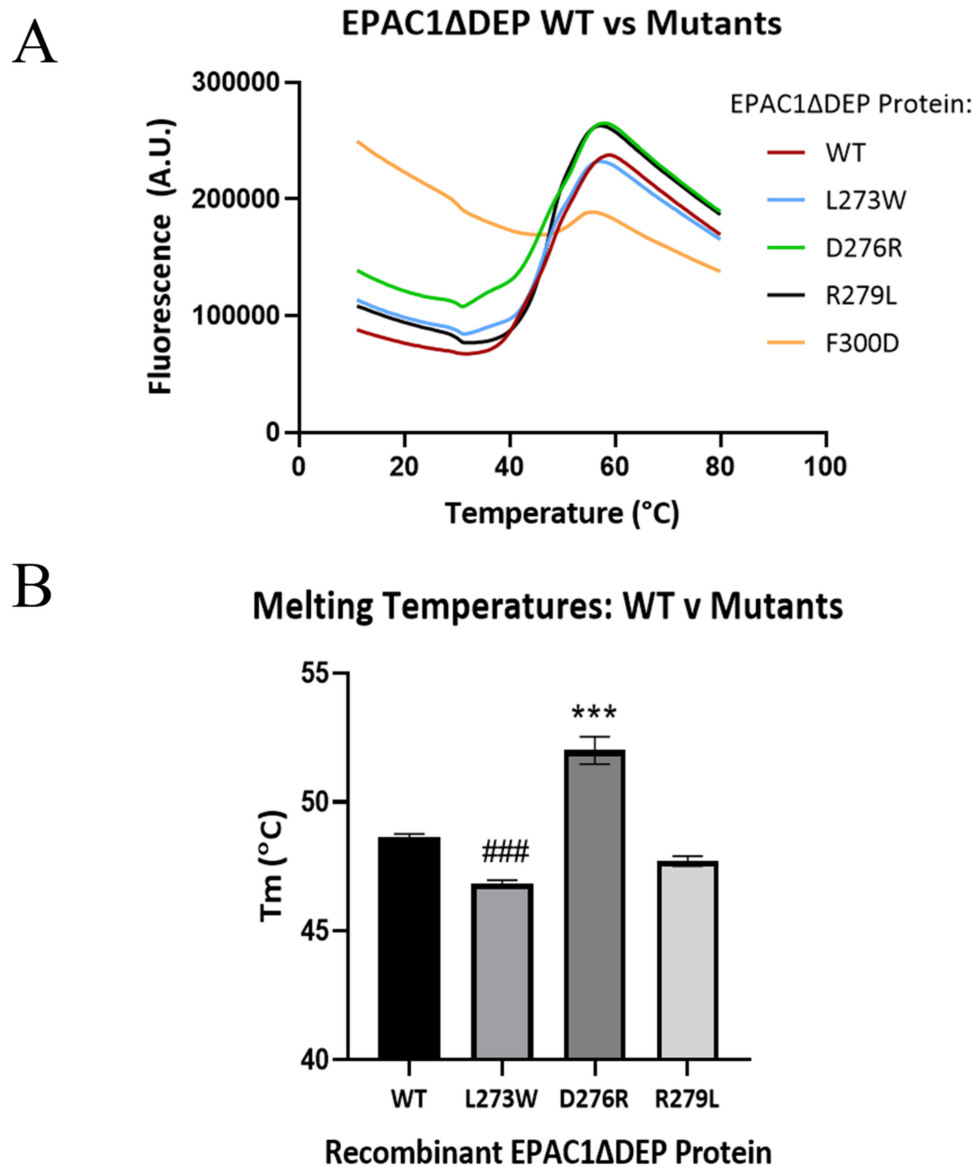 A
EPAC1ΔDEP WT vs Mutants
300000
200000
100000
0
Fluorescence (A.U.)
0 20 40 60 80 100
Temperature (°C)
EPAC1ΔDEP Protein:
WT
L273W
D276R
R279L
F300D
B
Melting Temperatures: WT v Mutants
55
50
45
40
Tm (°C)
###
***
WT L273W D276R R279L
Recombinant EPAC1ΔDEP Protein